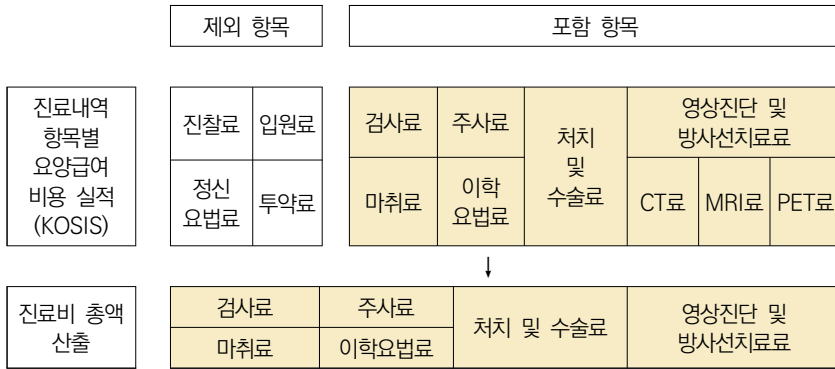 제외 항목
포함 항목
진료내역
항목별
요양급여
비용 실적
(KOSIS)
진찰료
입원료
정신
요법료
투약료
검사료
주사료
마취료
이학
요법료
처치
및
수술료
영상진단 및
방사선치료료
CT료
MRI료
PET료
↓
진료비 총액
산출
검사료
주사료
마취료
이학요법료
처치 및 수술료
영상진단 및
방사선치료료